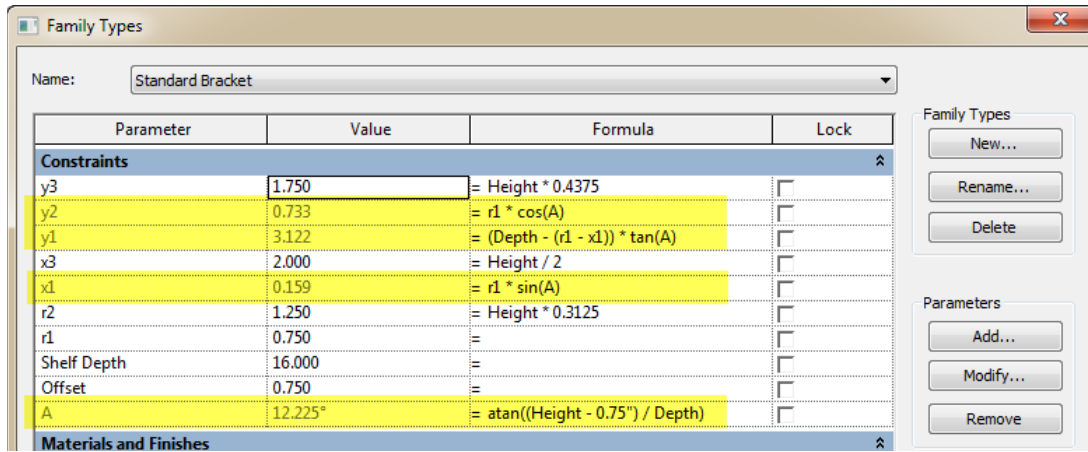 Family Types
Name: Standard Bracket
Parameter Value Formula Lock
Constraints
y3 1.750 = Height * 0.4375
y2 0.733 = r1 * cos(A)
y1 3.122 = (Depth - (r1 - x1)) * tan(A)
x3 2.000 = Height / 2
x1 0.159 = r1 * sin(A)
r2 1.250 = Height * 0.3125
r1 0.750 =
Shelf Depth 16.000 =
Offset 0.750 =
A 12.225° = atan((Height - 0.75") / Depth)
Materials and Finishes
Family Types
New...
Rename...
Delete
Parameters
Add...
Modify...
Remove